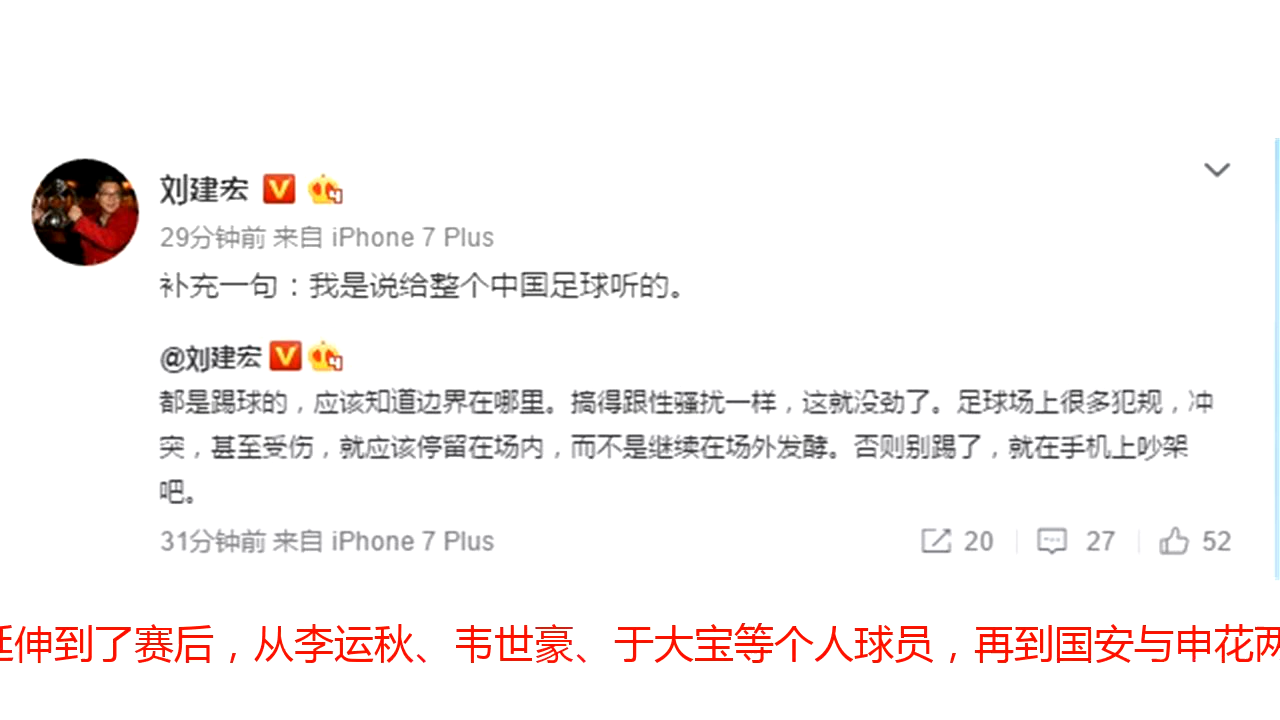 刘建宏
29分钟前 来自 iPhone 7 Plus
补充一句：我是说给整个中国足球听的。
@刘建宏
都是踢球的，应该知道边界在哪里。搞得跟性骚扰一样，这就没劲了。足球场上很多犯规，冲
突，甚至受伤，就应该停留在场内，而不是继续在场外发酵。否则别踢了，就在手机上吵架
吧。
31分钟前 来自 iPhone 7 Plus
20 27 52
延伸到了赛后，从李运秋、韦世豪、于大宝等个人球员，再到国安与申花两